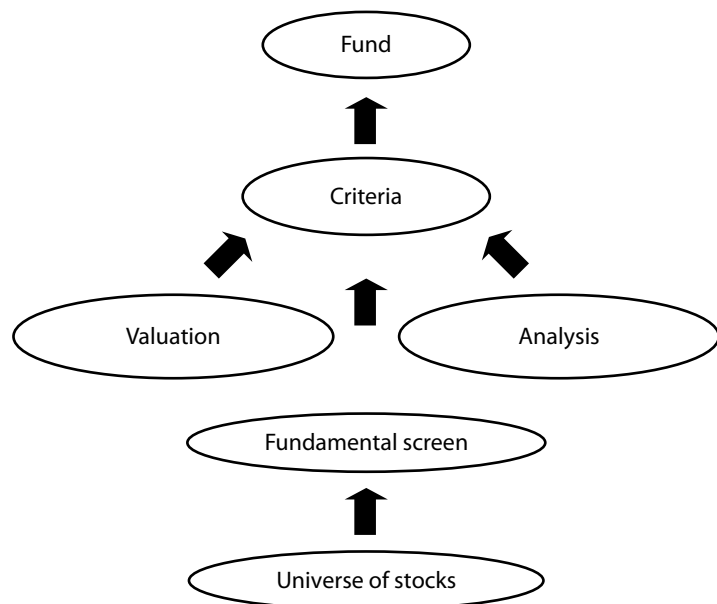 Fund
Criteria
Valuation
Analysis
Fundamental screen
Universe of stocks